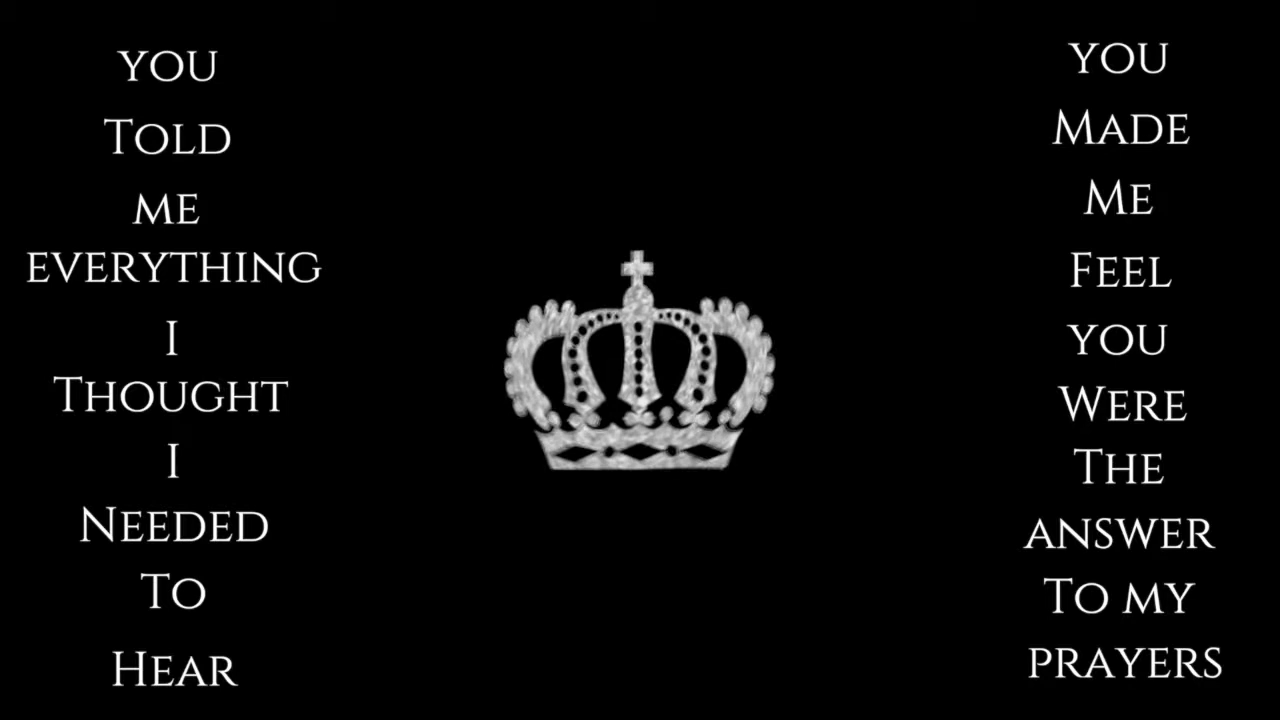 YOU
TOLD
ME
EVERYTHING
I
THOUGHT
I
NEEDED
TO
HEAR
YOU
MADE
ME
FEEL
YOU
WERE
THE
ANSWER
TO MY
PRAYERS